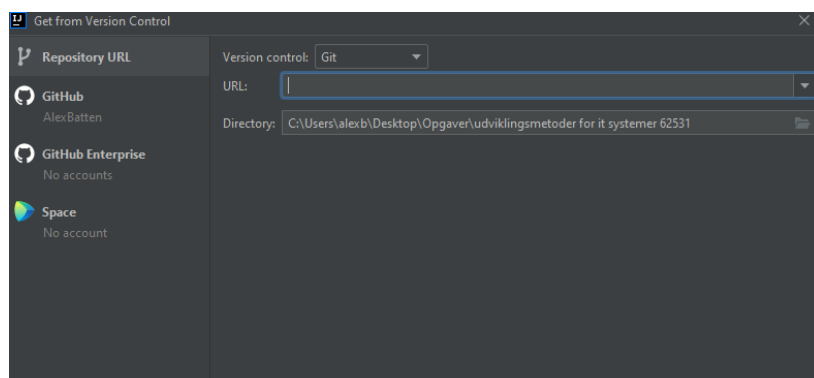 IJ Get from Version Control
Repository URL
Version control: Git
URL:
GitHub
AlexBatten
Directory: C:\Users\alexb\Desktop\Opgaver\udviklingsmetoder for it systemer 62531
GitHub Enterprise
No accounts
Space
No account